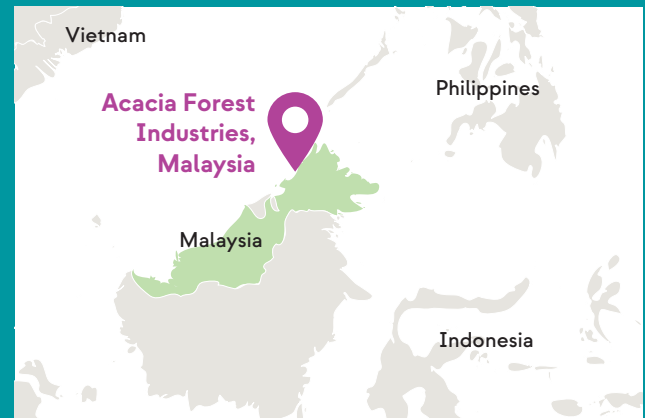 Vietnam
Philippines
Acacia Forest
Industries,
Malaysia
Malaysia
Indonesia